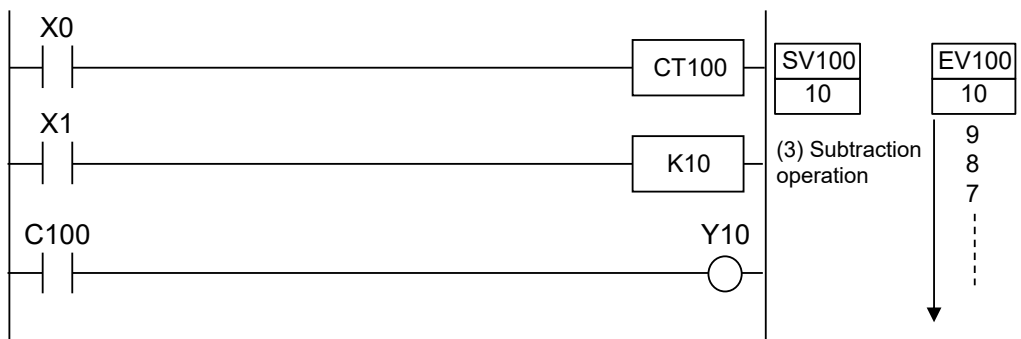 X0
CT100
SV100
EV100
10
10
X1
K10
(3) Subtraction
operation
9
8
7
C100
Y10